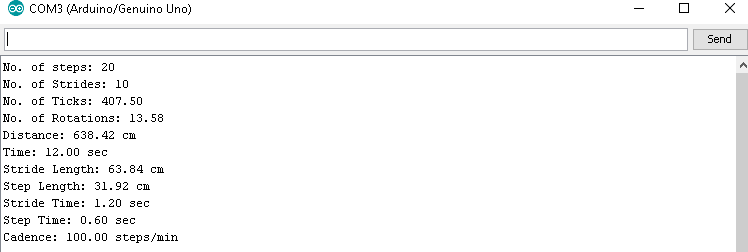 COM3 (Arduino/Genuino Uno)
Send
No. of steps: 20
No. of Strides: 10
No. of Ticks: 407.50
No. of Rotations: 13.58
Distance: 638.42 cm
Time: 12.00 sec
Stride Length: 63.84 cm
Step Length: 31.92 cm
Stride Time: 1.20 sec
Step Time: 0.60 sec
Cadence: 100.00 steps/min